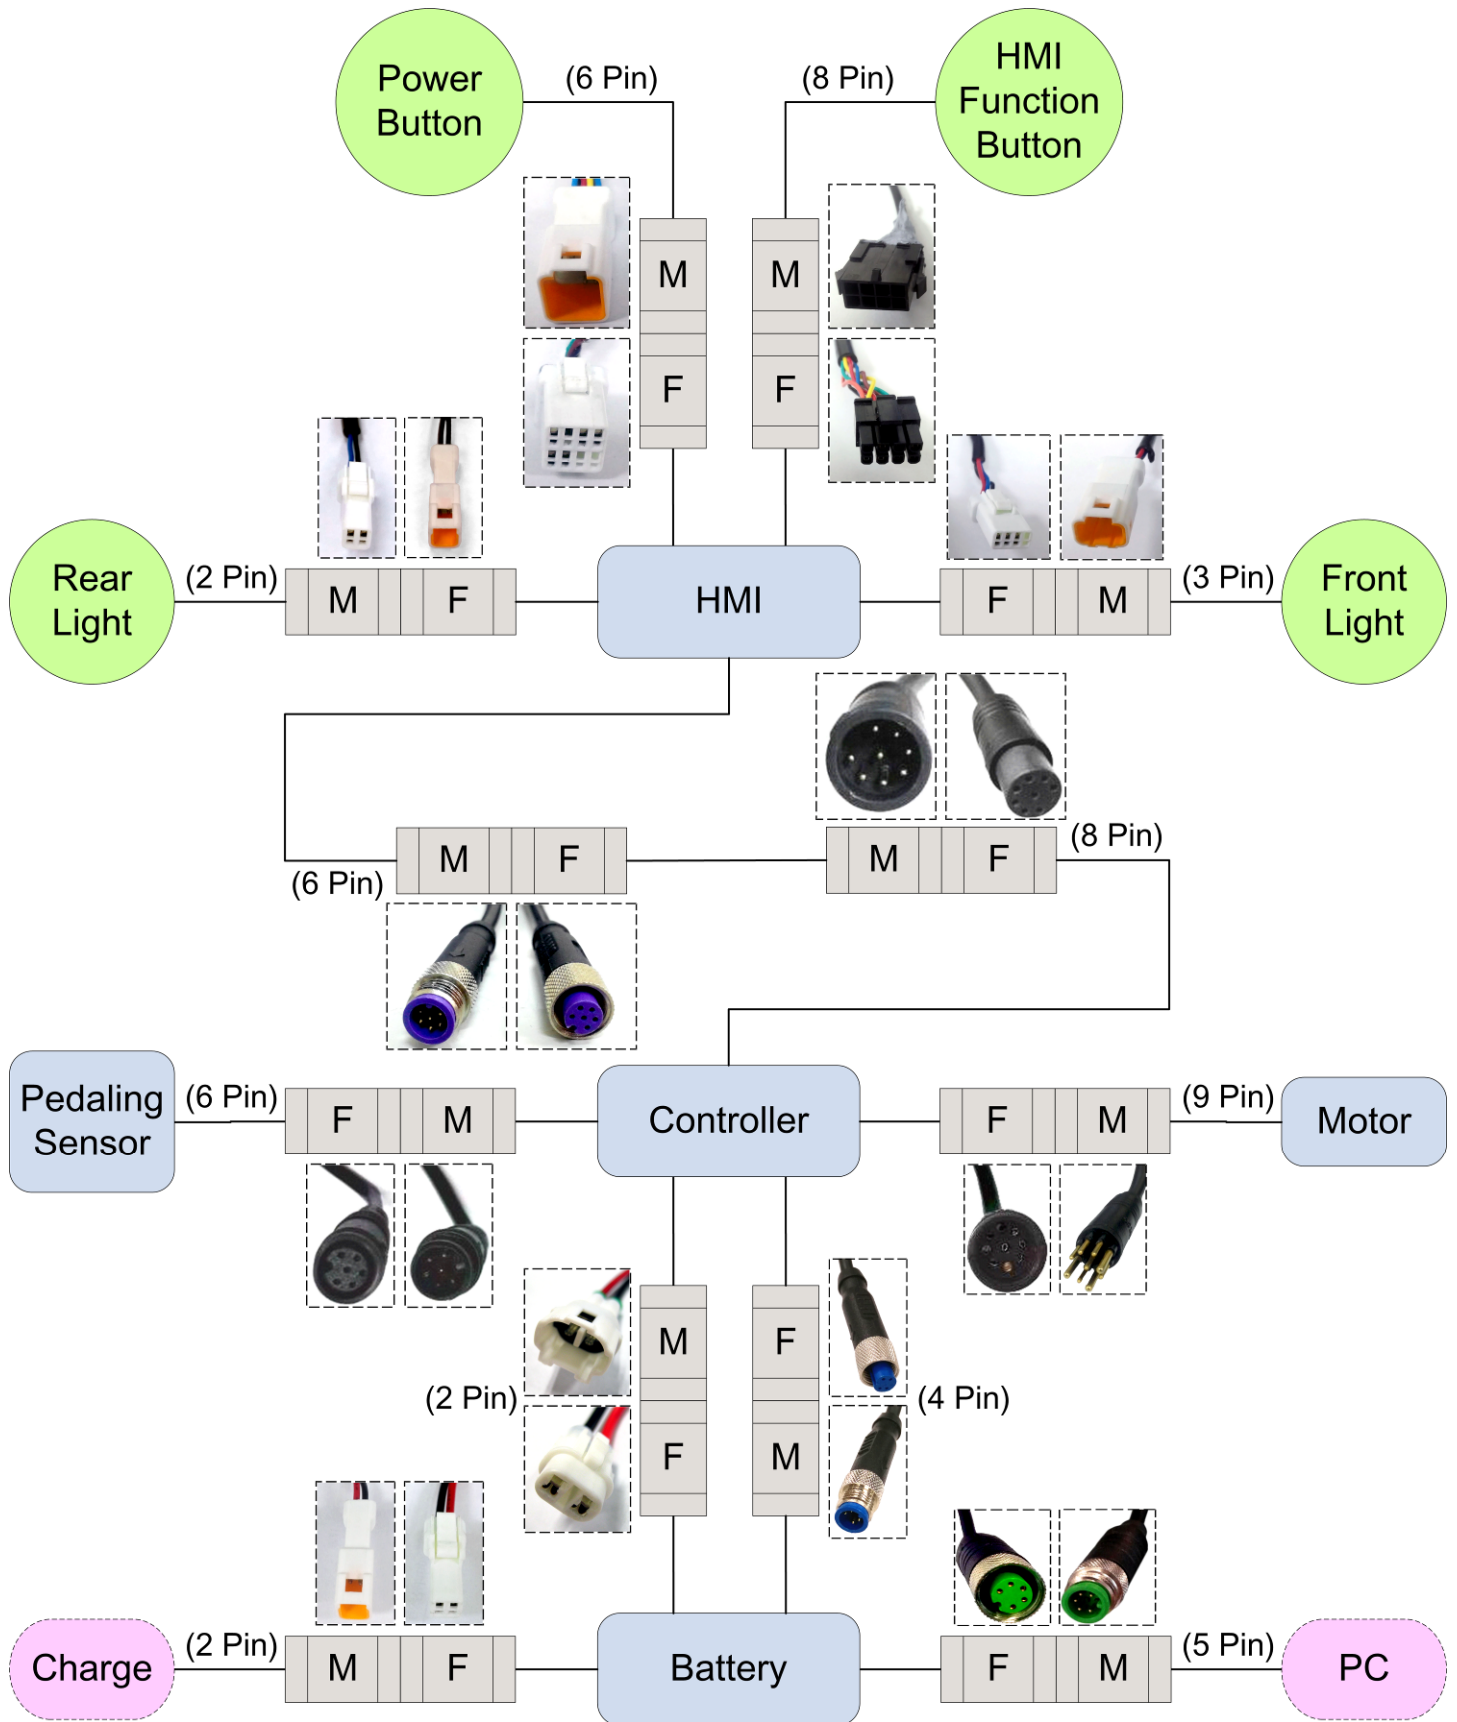 Power
Button
(6 Pin)
(8 Pin)
HMI
Function
Button
M
M
F
F
Rear
Light
(2 Pin)
M
F
HMI
F
M
(3 Pin)
Front
Light
(6 Pin)
M
F
M
F
(8 Pin)
Pedaling
Sensor
(6 Pin)
F
M
Controller
F
M
(9 Pin)
Motor
(2 Pin)
M
F
F
M
(4 Pin)
Charge
(2 Pin)
M
F
Battery
F
M
(5 Pin)
PC